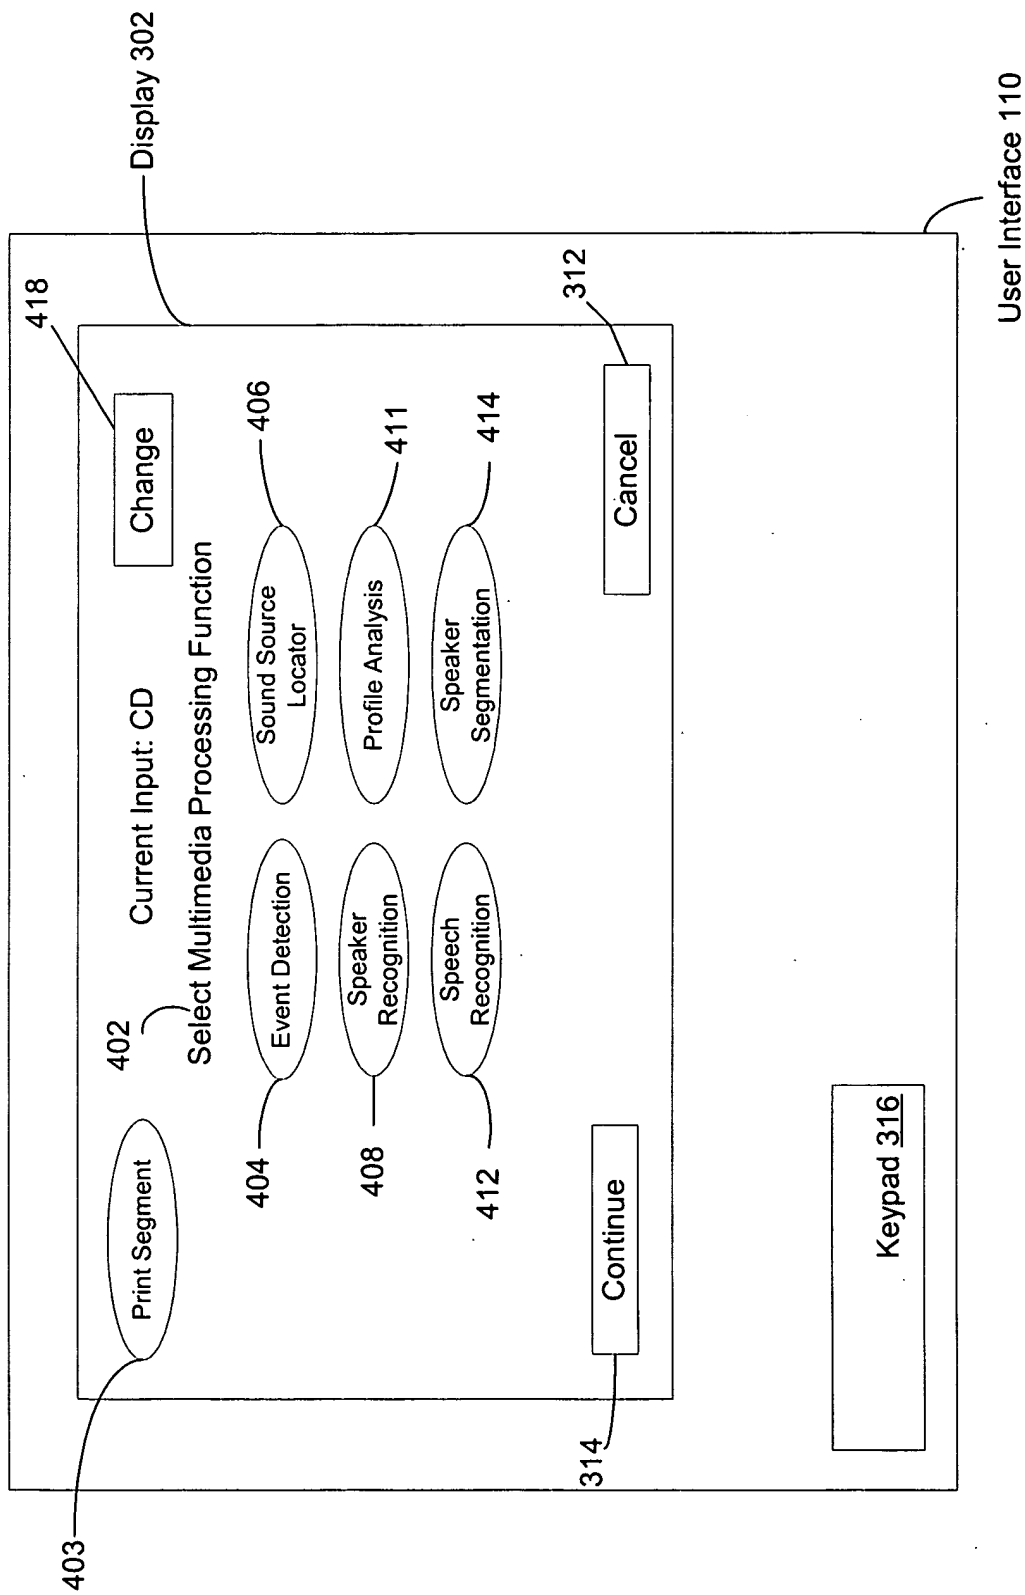 Display 302
418
Change
Current Input: CD
402
Select Multimedia Processing Function
Print Segment
403
Event Detection
404
Sound Source
Locator
406
Speaker
Recognition
408
Profile Analysis
411
Speech
Recognition
412
Speaker
Segmentation
414
Continue
314
Cancel
312
Keypad 316
User Interface 110